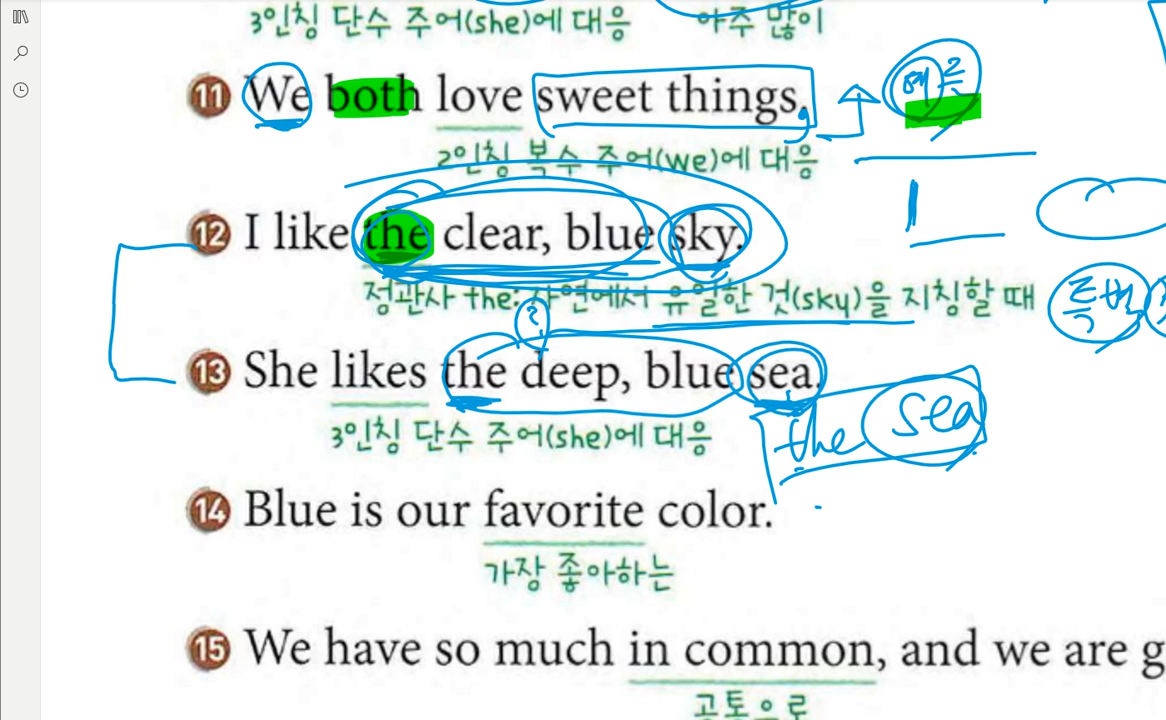 3인칭 단수 주어(she)에 대응 아주 많이
11 We both love sweet things.
2인칭 복수 주어(we)에 대응
12 I like the clear, blue sky.
정관사 the: 자연에서 유일한 것(sky)을 지칭할 때
13 She likes the deep, blue sea.
the sea
3인칭 단수 주어(she)에 대응
14 Blue is our favorite color.
가장 좋아하는
15 We have so much in common, and we are g
공통으로